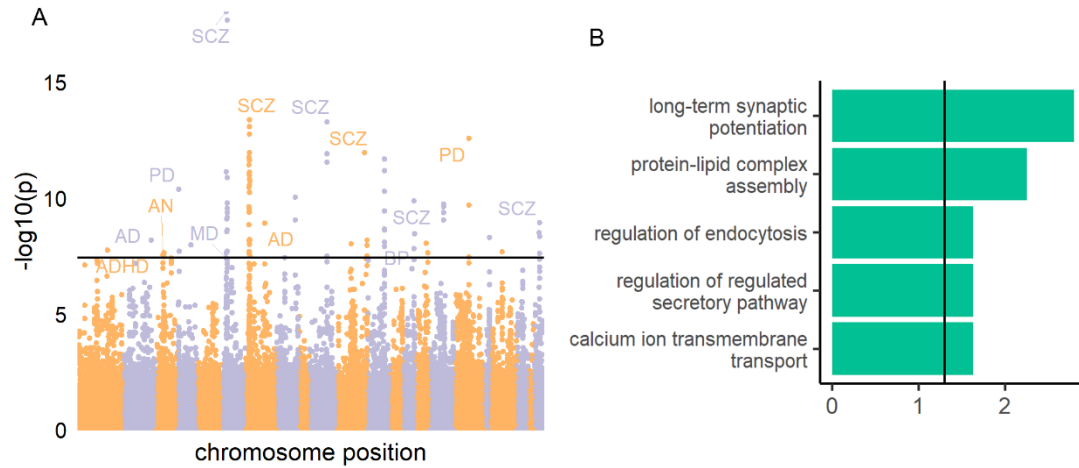 A
SCZ
15
SCZ
SCZ
SCZ
PD
-log10(p)
10
PD
AN
AD
MD
AD
SCZ
SCZ
ADHD
BP
5
0
chromosome position
B
long-term synaptic
potentiation
protein-lipid complex
assembly
regulation of endocytosis
regulation of regulated
secretory pathway
calcium ion transmembrane
transport
0 1 2